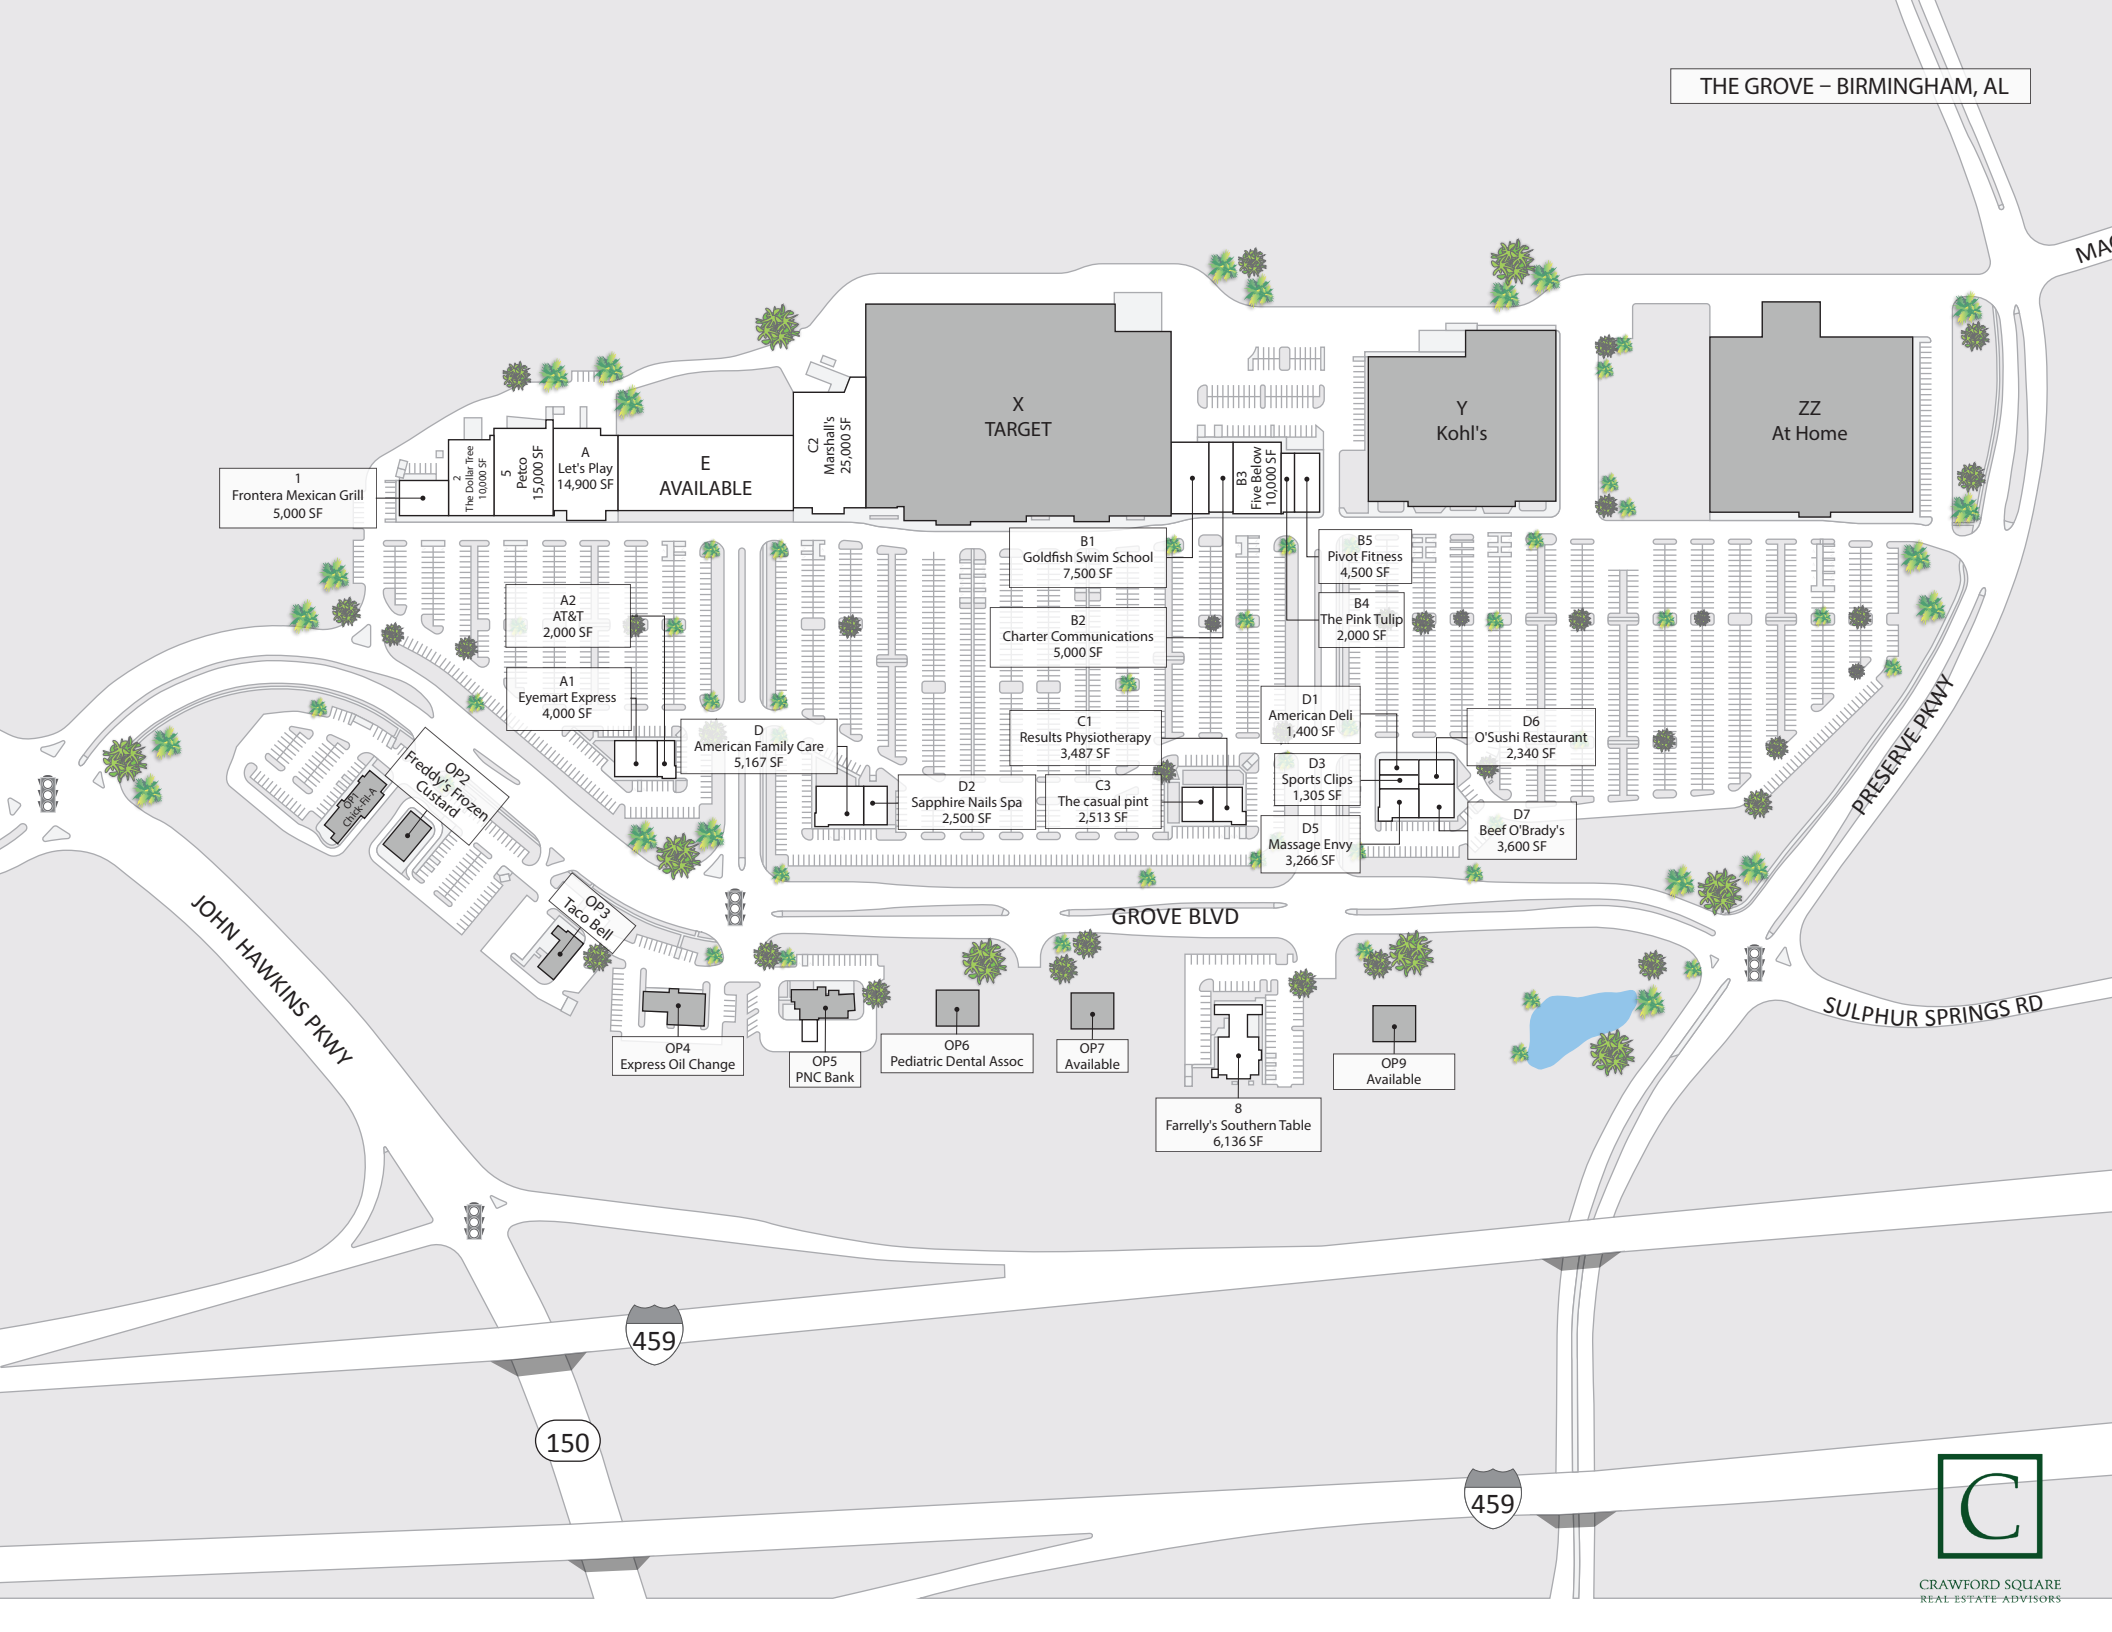 THE GROVE – BIRMINGHAM, AL
X
TARGET
Y
Kohl's
ZZ
At Home
1
Frontera Mexican Grill
5,000 SF
2
The Dollar Tree
10,000 SF
5
Petco
15,000 SF
A
Let's Play
14,900 SF
E
AVAILABLE
C2
Marshall's
25,000 SF
B3
Five Below
10,000 SF
B1
Goldfish Swim School
7,500 SF
B5
Pivot Fitness
4,500 SF
A2
AT&T
2,000 SF
B2
Charter Communications
5,000 SF
B4
The Pink Tulip
2,000 SF
A1
Eyemart Express
4,000 SF
D
American Family Care
5,167 SF
C1
Results Physiotherapy
3,487 SF
D1
American Deli
1,400 SF
D6
O'Sushi Restaurant
2,340 SF
D2
Sapphire Nails Spa
2,500 SF
C3
The casual pint
2,513 SF
D3
Sports Clips
1,305 SF
D5
Massage Envy
3,266 SF
D7
Beef O'Brady's
3,600 SF
OP1
Chick-Fil-A
OP2
Freddy's Frozen
Custard
OP3
Taco Bell
GROVE BLVD
PRESERVE PKWY
JOHN HAWKINS PKWY
SULPHUR SPRINGS RD
OP4
Express Oil Change
OP5
PNC Bank
OP6
Pediatric Dental Assoc
OP7
Available
OP9
Available
8
Farrelly's Southern Table
6,136 SF
459
150
459
C
CRAWFORD SQUARE
REAL ESTATE ADVISORS